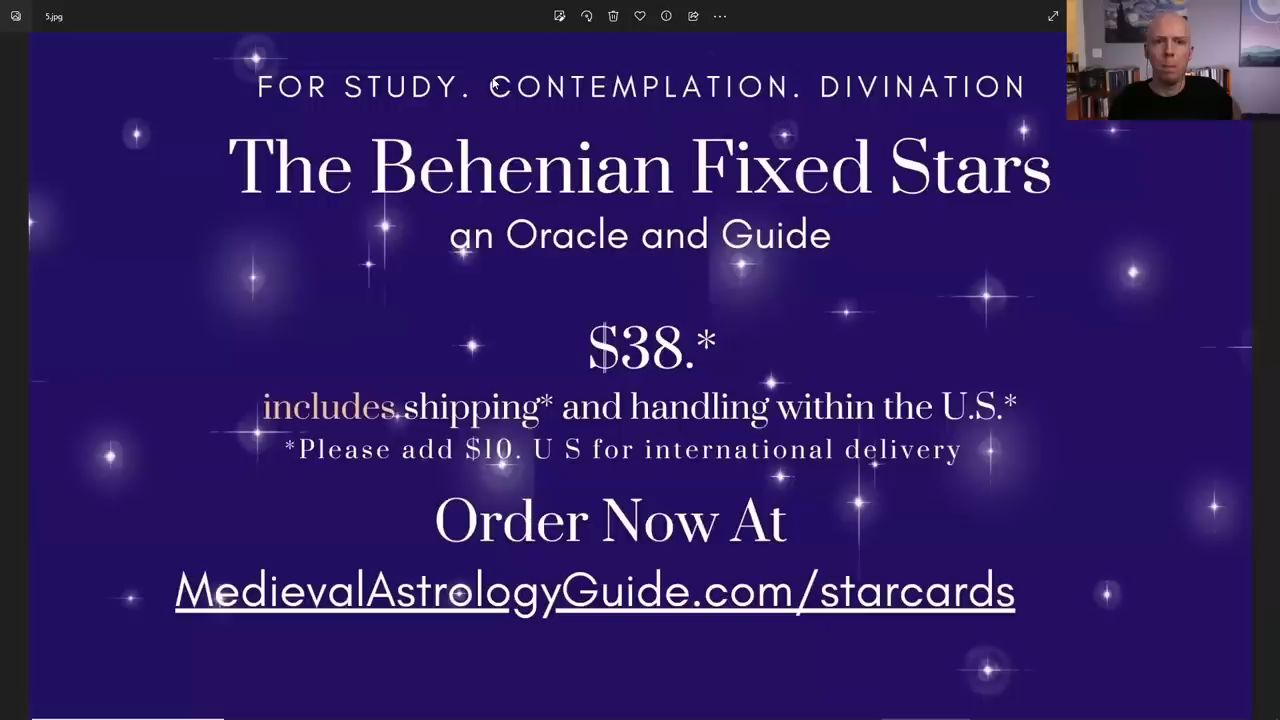 5.jpg
FOR STUDY. CONTEMPLATION. DIVINATION
The Behenian Fixed Stars
an Oracle and Guide
$38.*
includes shipping* and handling within the U.S.*
*Please add $10. U S for international delivery
Order Now At
MedievalAstrologyGuide.com/starcards